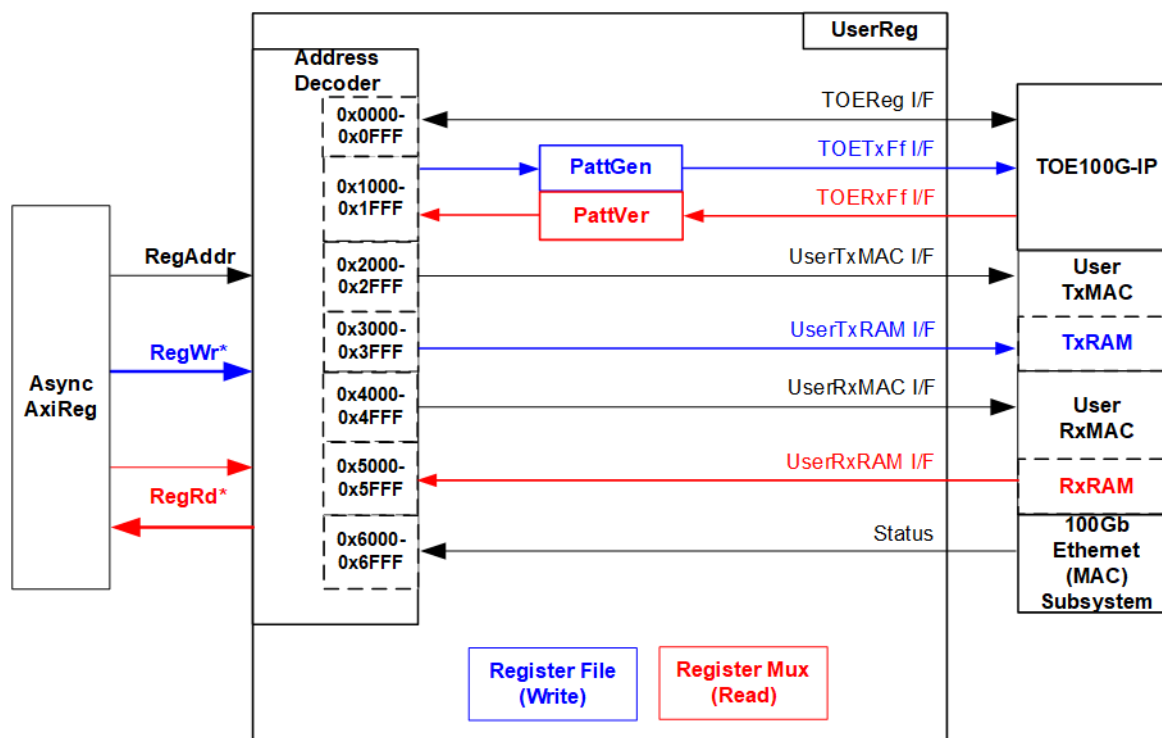 UserReg
Address
Decoder
0x0000-
0x0FFF
TOEReg I/F
TOE100G-IP
0x1000-
0x1FFF
PattGen
TOETxFf I/F
PattVer
TOERxFf I/F
Async
AxiReg
RegAddr
RegWr*
RegRd*
0x2000-
0x2FFF
UserTxMAC I/F
User
TxMAC
0x3000-
0x3FFF
UserTxRAM I/F
TxRAM
0x4000-
0x4FFF
UserRxMAC I/F
User
RxMAC
0x5000-
0x5FFF
UserRxRAM I/F
RxRAM
0x6000-
0x6FFF
Status
100Gb
Ethernet
(MAC)
Subsystem
Register File
(Write)
Register Mux
(Read)